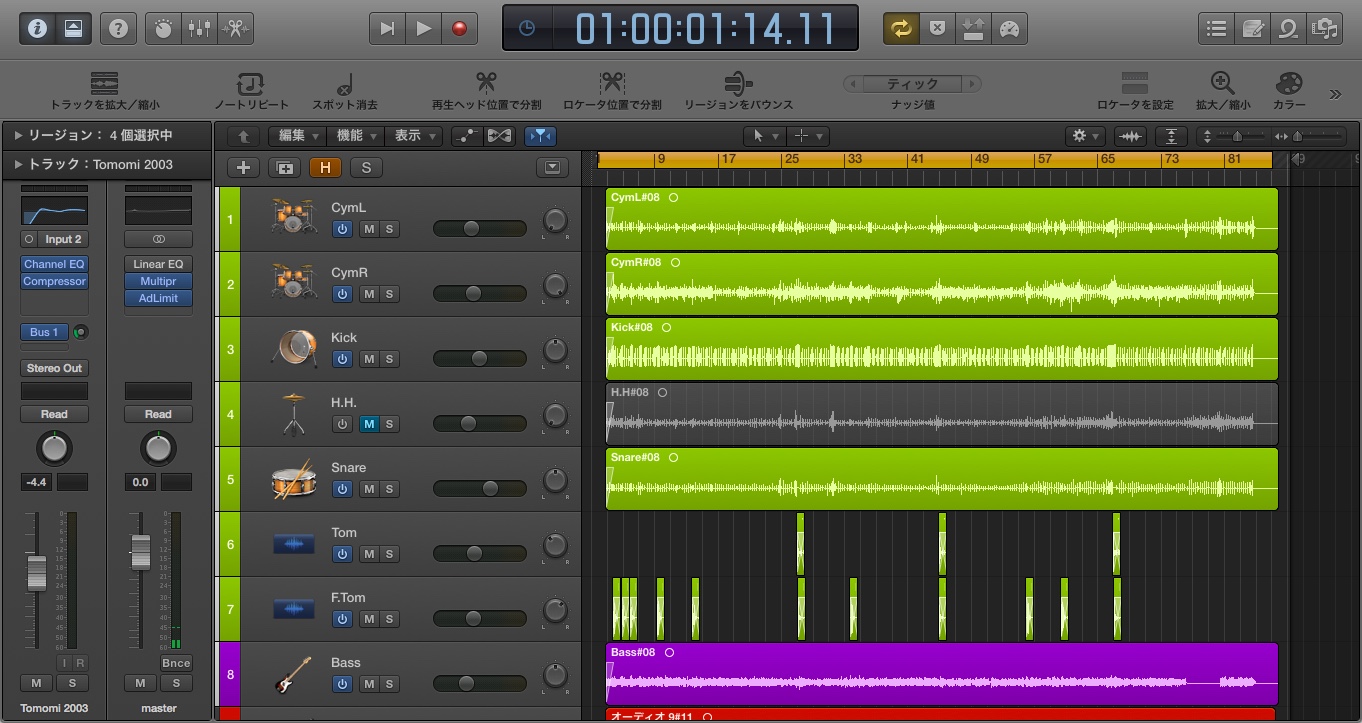 01:00:01:14.11
トラックを拡大／縮小 ノートリピート スポット消去 再生ヘッド位置で分割 ロケータ位置で分割 リージョンをバウンス ティック ナッジ値 ロケータを設定 拡大／縮小 カラー
リージョン： 4 個選択中
編集 機能 表示
トラック：Tomomi 2003
H S
9 17 25 33 41 49 57 65 73 81
Input 2
Channel EQ
Compressor
Bus 1
Stereo Out
Read
-4.4
I R
M S
Tomomi 2003
Linear EQ
Multipr
AdLimit
Read
0.0
Bnce
M S
master
1 CymL
M S
CymL#08
2 CymR
M S
CymR#08
3 Kick
M S
Kick#08
4 H.H.
M S
H.H#08
5 Snare
M S
Snare#08
6 Tom
M S
7 F.Tom
M S
8 Bass
M S
Bass#08
オーディオ 9#11